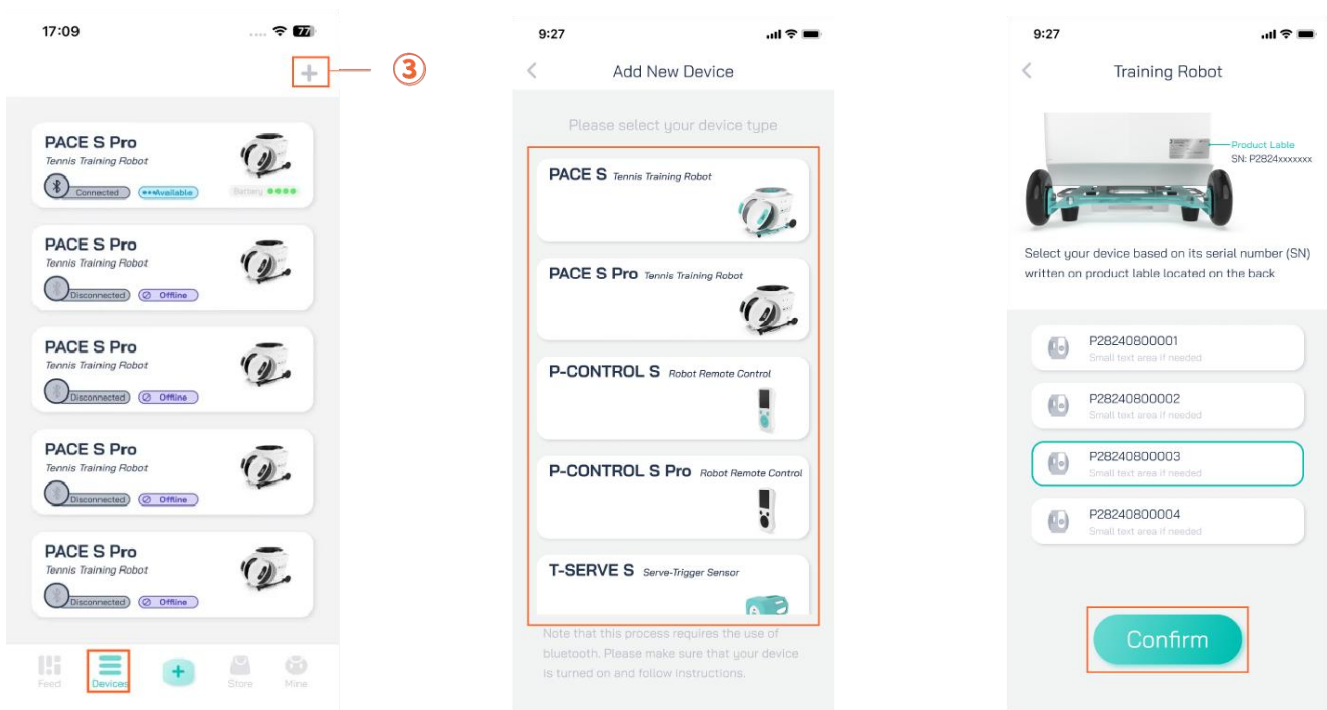 17:09
77
③
PACE S Pro
Tennis Training Robot
Connected
Available
Battery
PACE S Pro
Tennis Training Robot
Disconnected
Offline
PACE S Pro
Tennis Training Robot
Disconnected
Offline
PACE S Pro
Tennis Training Robot
Disconnected
Offline
PACE S Pro
Tennis Training Robot
Disconnected
Offline
Feed
Devices
Store
Mine
9:27
Add New Device
Please select your device type
PACE S Tennis Training Robot
PACE S Pro Tennis Training Robot
P-CONTROL S Robot Remote Control
P-CONTROL S Pro Robot Remote Control
T-SERVE S Serve-Trigger Sensor
Note that this process requires the use of
bluetooth. Please make sure that your device
is turned on and follow instructions.
9:27
Training Robot
Product Lable
SN: P2824xxxxxxx
Select your device based on its serial number (SN)
written on product lable located on the back
P28240800001
Small text area if needed
P28240800002
Small text area if needed
P28240800003
Small text area if needed
P28240800004
Small text area if needed
Confirm